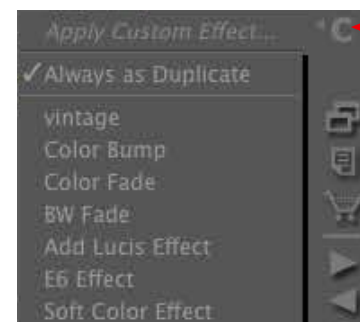 Apply Custom Effect... C
✓Always as Duplicate
vintage
Color Bump
Color Fade
BW Fade
Add Lucis Effect
E6 Effect
Soft Color Effect